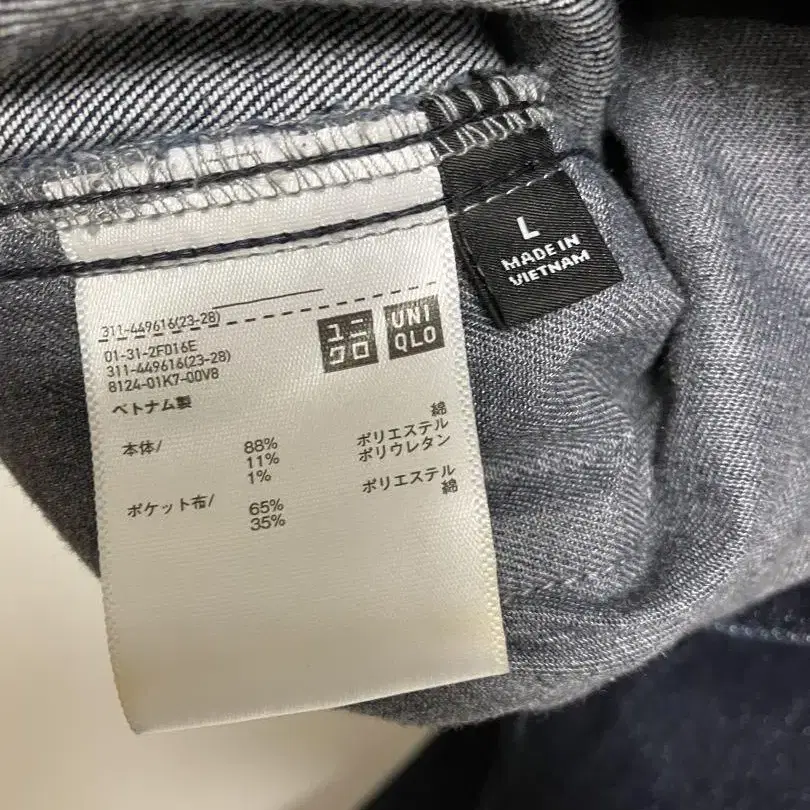 L
MADE IN
VIETNAM
311-449616(23-28)
01-31-2F016E
311-449616(23-28)
8124-01K7-00V8
ユニ
クロ
UNI
QLO
ベトナム製
本体/ 88% 綿
11% ポリエステル
1% ポリウレタン
ポケット布/ 65% ポリエステル
35% 綿